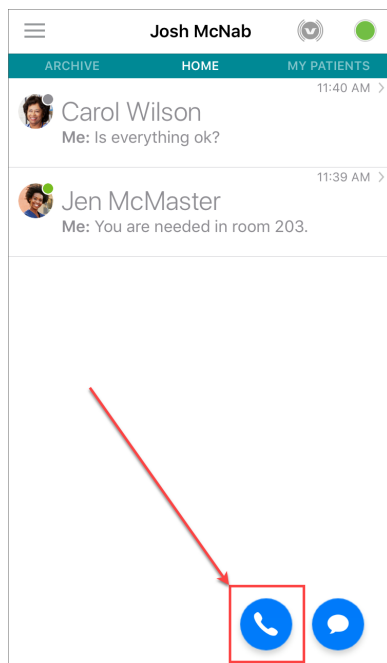 Josh McNab
ARCHIVE HOME MY PATIENTS
11:40 AM
Carol Wilson
Me: Is everything ok?
11:39 AM
Jen McMaster
Me: You are needed in room 203.